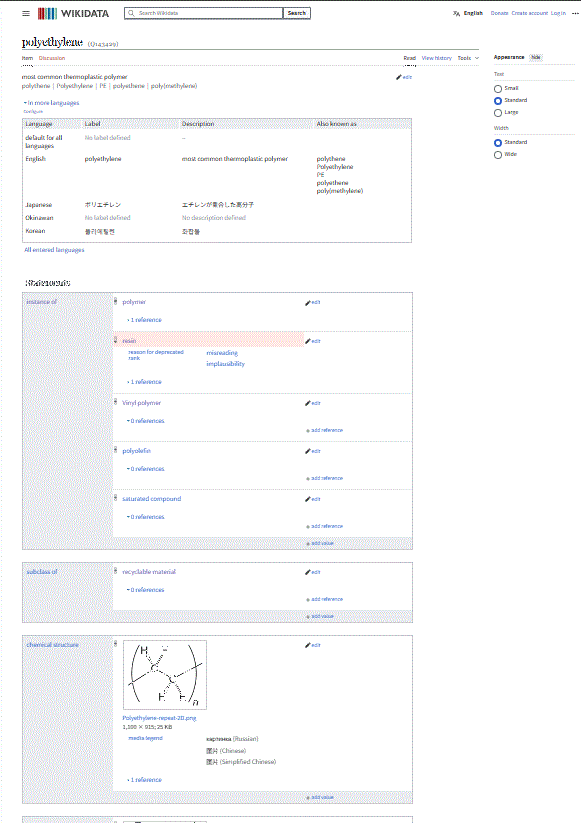 WIKIDATA
Search Wikidata
Search
English
Donate Create account Log in
polyethylene (Q143429)
Item Discussion
Read View history Tools
most common thermoplastic polymer
edit
polythene | Polyethylene | PE | polyethene | poly(methylene)
In more languages
Configure
Language Label Description Also known as
default for all languages No label defined –
English polyethylene most common thermoplastic polymer polythene
Polyethylene
PE
polyethene
poly(methylene)
Japanese ポリエチレン エチレンが重合した高分子
Okinawan No label defined No description defined
Korean 폴리에틸렌 화합물
All entered languages
Appearance hide
Text
Small
Standard
Large
Width
Standard
Wide
Statements
instance of
polymer
edit
1 reference
resin
edit
reason for deprecated rank
misreading
implausibility
1 reference
Vinyl polymer
edit
0 references
add reference
polyolefin
edit
0 references
add reference
saturated compound
edit
0 references
add reference
add value
subclass of
recyclable material
edit
0 references
add reference
add value
chemical structure
edit
H
C
C
H
n
Polyethylene-repeat-2D.png
1,100 × 915; 25 KB
media legend
картинка (Russian)
图片 (Chinese)
图片 (Simplified Chinese)
1 reference
add value